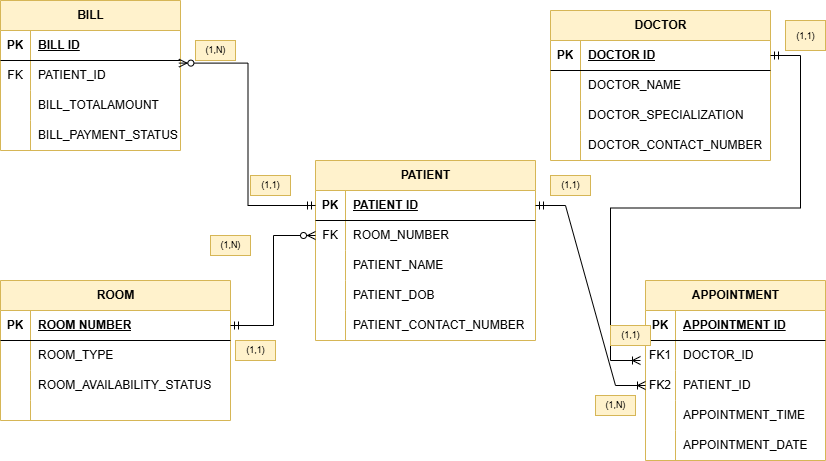 BILL
PK BILL ID
FK PATIENT_ID
BILL_TOTALAMOUNT
BILL_PAYMENT_STATUS
(1,N)
DOCTOR
PK DOCTOR ID
DOCTOR_NAME
DOCTOR_SPECIALIZATION
DOCTOR_CONTACT_NUMBER
(1,1)
(1,1)
PATIENT
PK PATIENT ID
FK ROOM_NUMBER
PATIENT_NAME
PATIENT_DOB
PATIENT_CONTACT_NUMBER
(1,1)
(1,N)
ROOM
PK ROOM NUMBER
ROOM_TYPE
ROOM_AVAILABILITY_STATUS
(1,1)
APPOINTMENT
PK APPOINTMENT ID
FK1 DOCTOR_ID
FK2 PATIENT_ID
APPOINTMENT_TIME
APPOINTMENT_DATE
(1,1)
(1,N)